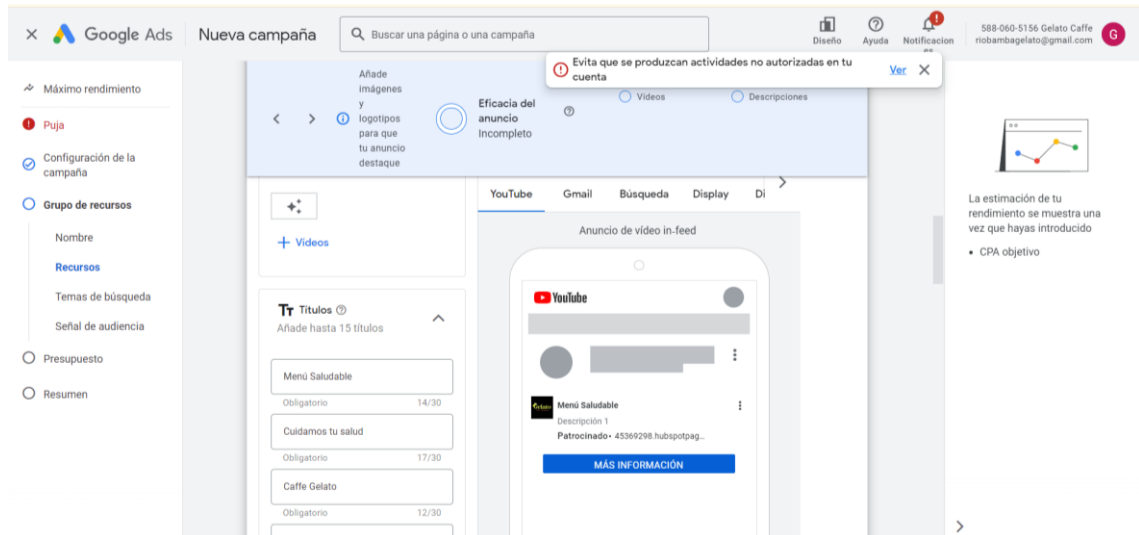 Google Ads
Nueva campaña
Buscar una página o una campaña
Diseño
Ayuda
Notificacion
es
588-060-5156 Gelato Caffe
riobambagelato@gmail.com
G
Evita que se produzcan actividades no autorizadas en tu
cuenta
Ver
Máximo rendimiento
Puja
Configuración de la
campaña
Grupo de recursos
Nombre
Recursos
Temas de búsqueda
Señal de audiencia
Presupuesto
Resumen
Añade
imágenes
y
logotipos
para que
tu anuncio
destaque
Eficacia del
anuncio
Incompleto
Vídeos
Descripciones
+ Vídeos
Tт Títulos
Añade hasta 15 títulos
Menú Saludable
Obligatorio 14/30
Cuidamos tu salud
Obligatorio 17/30
Caffe Gelato
Obligatorio 12/30
YouTube Gmail Búsqueda Display Di
Anuncio de vídeo in-feed
YouTube
Menú Saludable
Descripción 1
Patrocinado • 45369298.hubspotpag...
MÁS INFORMACIÓN
La estimación de tu
rendimiento se muestra una
vez que hayas introducido
• CPA objetivo